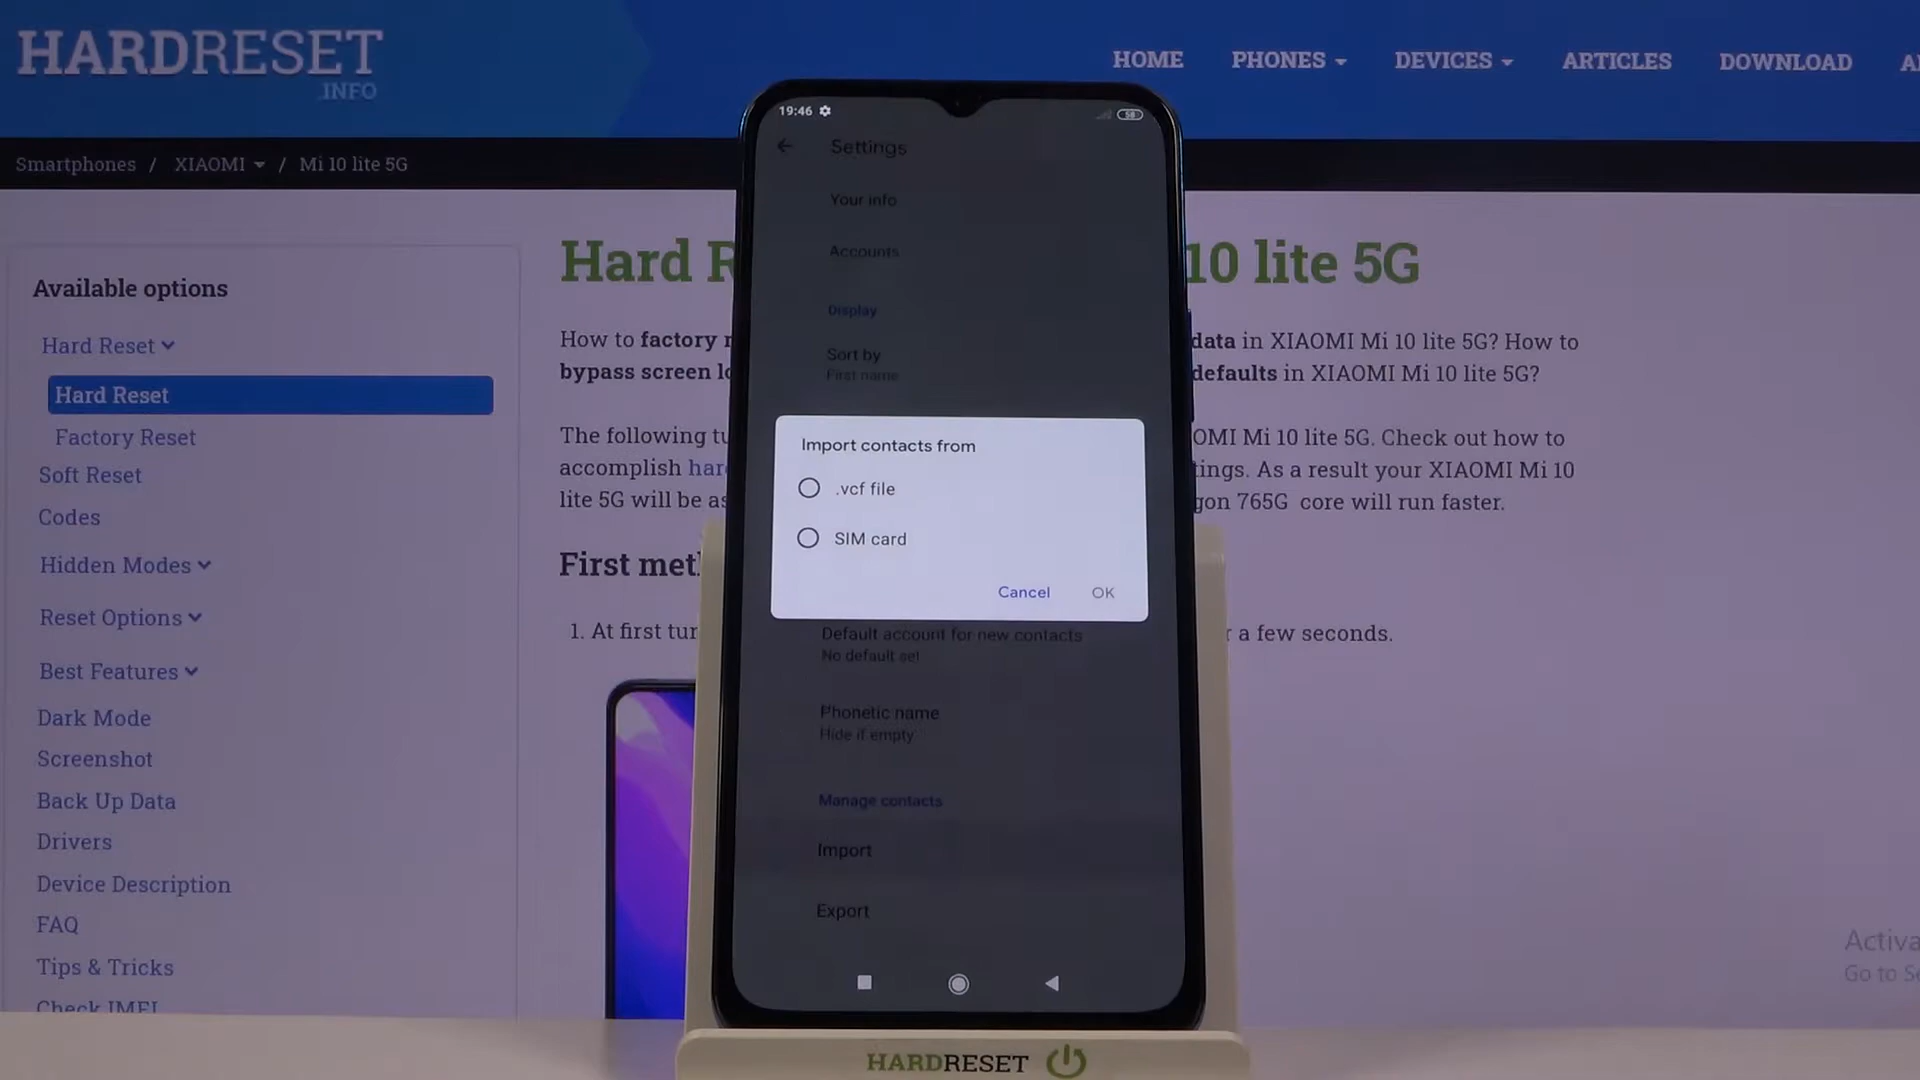 HARDRESET
.INFO
HOME PHONES DEVICES ARTICLES DOWNLOAD
Smartphones / XIAOMI / Mi 10 lite 5G
Available options
Hard Reset
Hard Reset
Factory Reset
Soft Reset
Codes
Hidden Modes
Reset Options
Best Features
Dark Mode
Screenshot
Back Up Data
Drivers
Device Description
FAQ
Tips & Tricks
Check IMEI
Hard 10 lite 5G
How to factory data in XIAOMI Mi 10 lite 5G? How to
bypass screen defaults in XIAOMI Mi 10 lite 5G?
The following OMI Mi 10 lite 5G. Check out how to
accomplish tings. As a result your XIAOMI Mi 10
lite 5G will be gon 765G core will run faster.
First
1. At first r a few seconds.
19:46 58
Settings
Your info
Accounts
Display
Sort by
First name
Import contacts from
.vcf file
SIM card
Cancel OK
Default account for new contacts
No default set
Phonetic name
Hide if empty
Manage contacts
Import
Export
Go to
HARDRESET